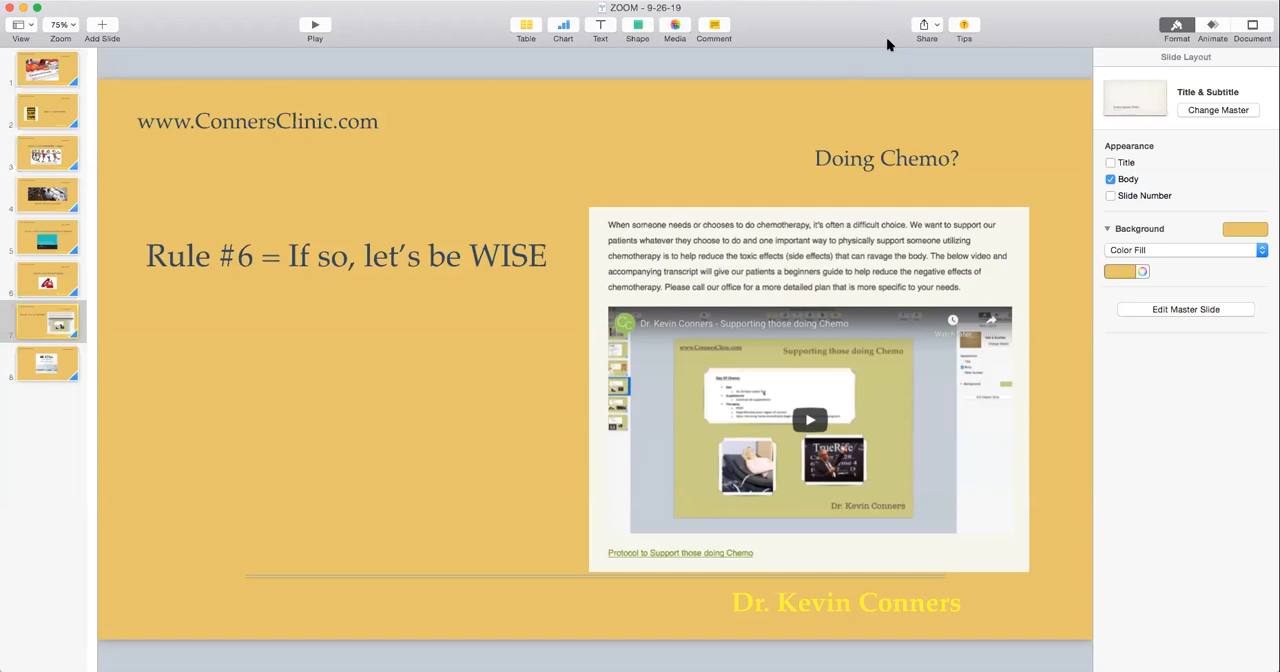 ZOOM - 9-26-19
75%
View
Zoom
Add Slide
Play
Table
Chart
Text
Shape
Media
Comment
Share
Tips
Format
Animate
Document
1
2
3
4
5
6
7
8
www.ConnersClinic.com
Doing Chemo?
Rule #6 = If so, let's be WISE
When someone needs or chooses to do chemotherapy, it's often a difficult choice. We want to support our
patients whatever they choose to do and one important way to physically support someone utilizing
chemotherapy is to help reduce the toxic effects (side effects) that can ravage the body. The below video and
accompanying transcript will give our patients a beginners guide to help reduce the negative effects of
chemotherapy. Please call our office for a more detailed plan that is more specific to your needs.
Dr. Kevin Conners - Supporting those doing Chemo
www.ConnersClinic.com
Supporting those doing Chemo
Day Of Chemo:
TrueRife
Dr. Kevin Conners
Protocol to Support those doing Chemo
Dr. Kevin Conners
Slide Layout
Title & Subtitle
Change Master
Appearance
Title
Body
Slide Number
Background
Color Fill
Edit Master Slide